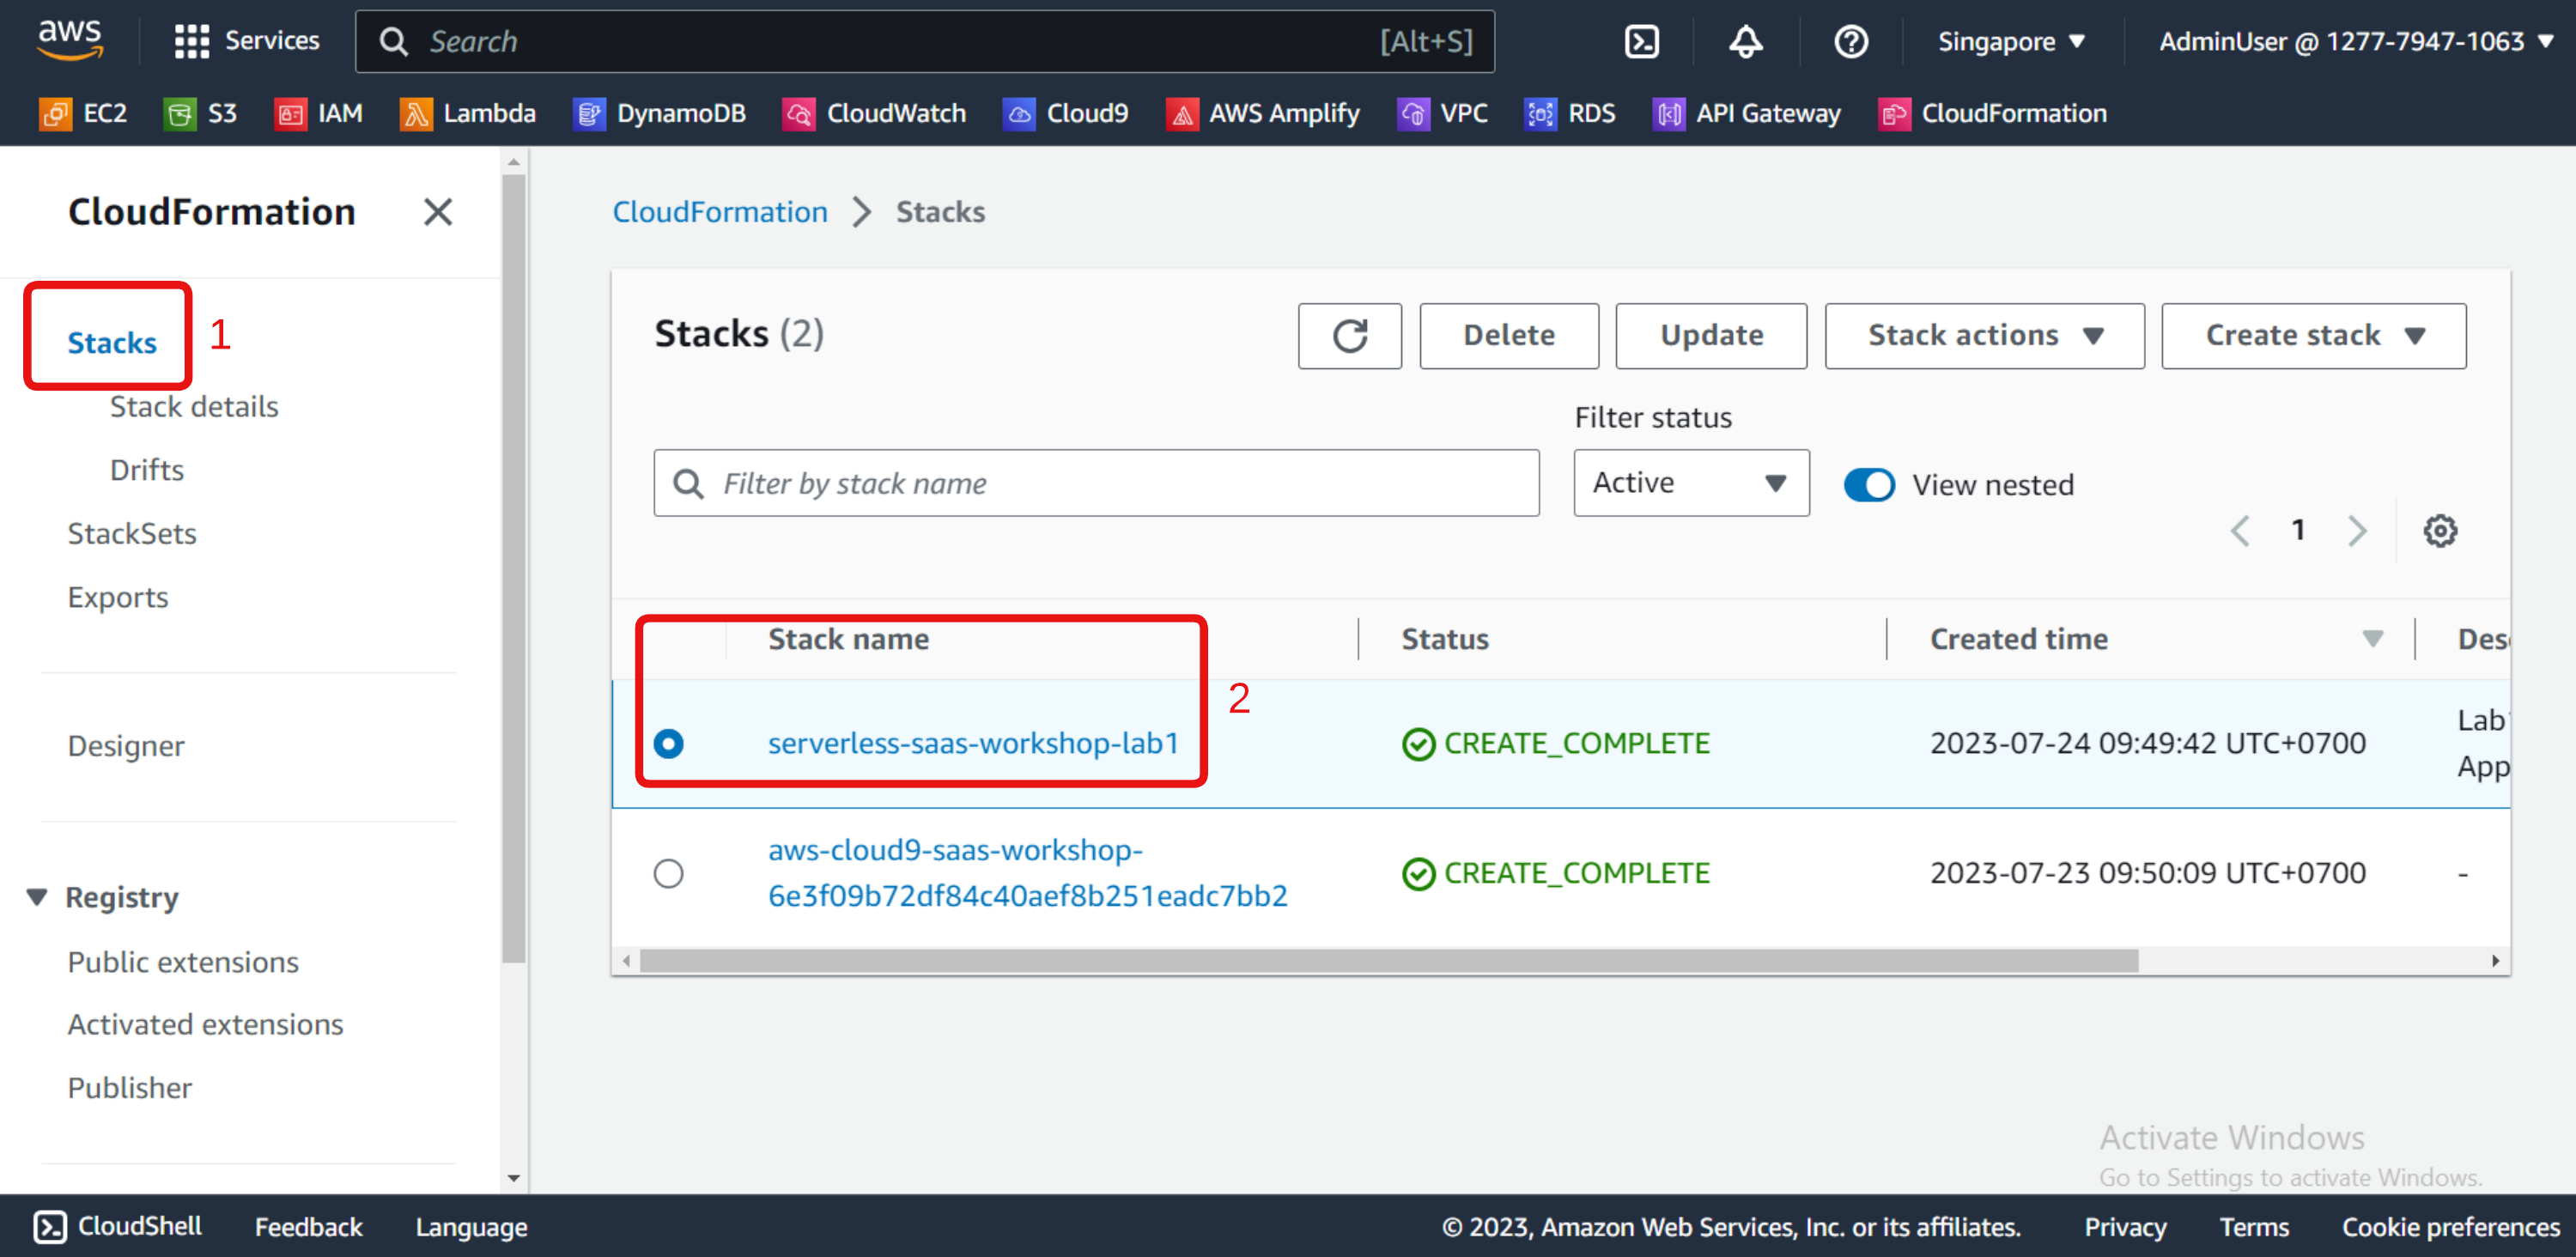 aws
Services
Search
[Alt+S]
Singapore
AdminUser @ 1277-7947-1063
EC2
S3
IAM
Lambda
DynamoDB
CloudWatch
Cloud9
AWS Amplify
VPC
RDS
API Gateway
CloudFormation
CloudFormation
Stacks
1
Stack details
Drifts
StackSets
Exports
Designer
Registry
Public extensions
Activated extensions
Publisher
CloudFormation
Stacks
Stacks (2)
Delete
Update
Stack actions
Create stack
Filter status
Filter by stack name
Active
View nested
1
Stack name
Status
Created time
Des
2
serverless-saas-workshop-lab1
CREATE_COMPLETE
2023-07-24 09:49:42 UTC+0700
Lab
App
aws-cloud9-saas-workshop-
6e3f09b72df84c40aef8b251eadc7bb2
CREATE_COMPLETE
2023-07-23 09:50:09 UTC+0700
-
Activate Windows
Go to Settings to activate Windows.
CloudShell
Feedback
Language
© 2023, Amazon Web Services, Inc. or its affiliates.
Privacy
Terms
Cookie preferences